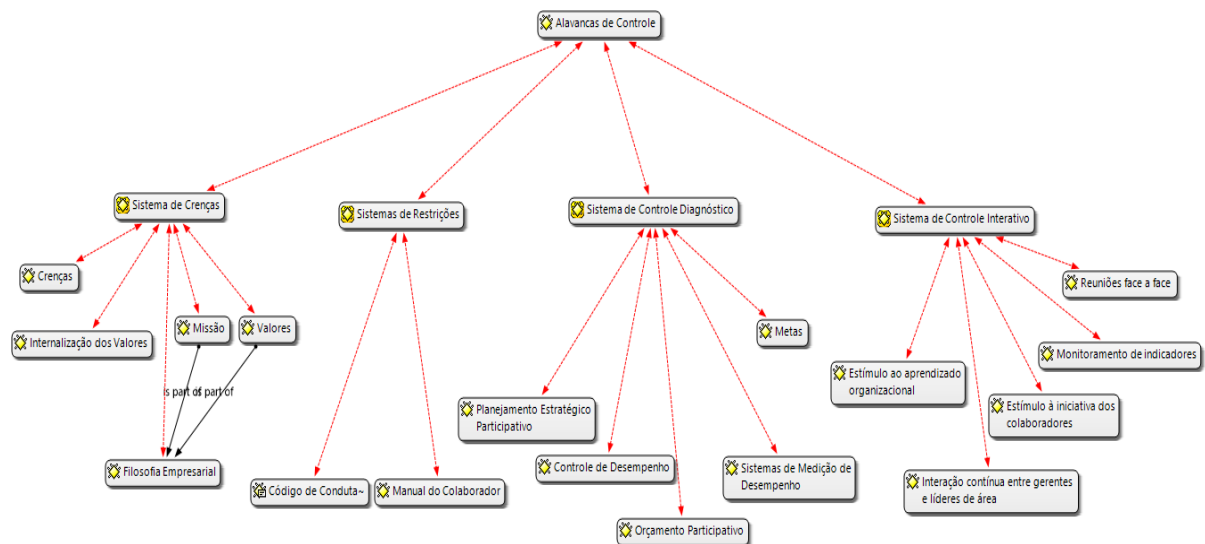 Alavancas de Controle
Sistema de Crenças
Sistemas de Restrições
Sistema de Controle Diagnóstico
Sistema de Controle Interativo
Crenças
Internalização dos Valores
Missão
Valores
is part of
is part of
Filosofia Empresarial
Código de Conduta~
Manual do Colaborador
Planejamento Estratégico
Participativo
Controle de Desempenho
Orçamento Participativo
Sistemas de Medição de
Desempenho
Metas
Estímulo ao aprendizado
organizacional
Interação contínua entre gerentes
e líderes de área
Estímulo à iniciativa dos
colaboradores
Monitoramento de indicadores
Reuniões face a face